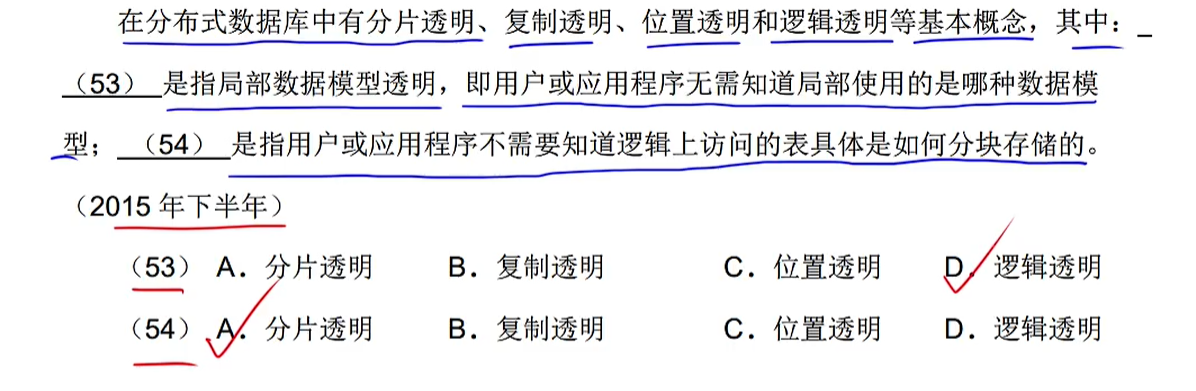 在分布式数据库中有分片透明、复制透明、位置透明和逻辑透明等基本概念，其中：_
（53） 是指局部数据模型透明，即用户或应用程序无需知道局部使用的是哪种数据模
型； （54） 是指用户或应用程序不需要知道逻辑上访问的表具体是如何分块存储的。
（2015 年下半年）
（53） A．分片透明 B．复制透明 C．位置透明 D．逻辑透明
（54） A．分片透明 B．复制透明 C．位置透明 D．逻辑透明